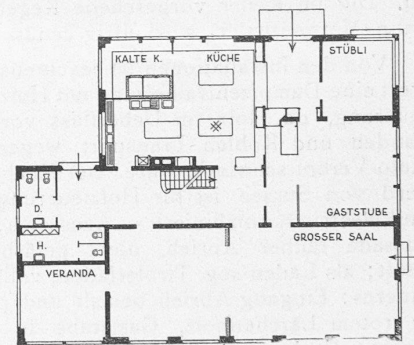 KALTE K. KÜCHE
STÜBLI
D.
GASTSTUBE
H.
GROSSER SAAL
VERANDA